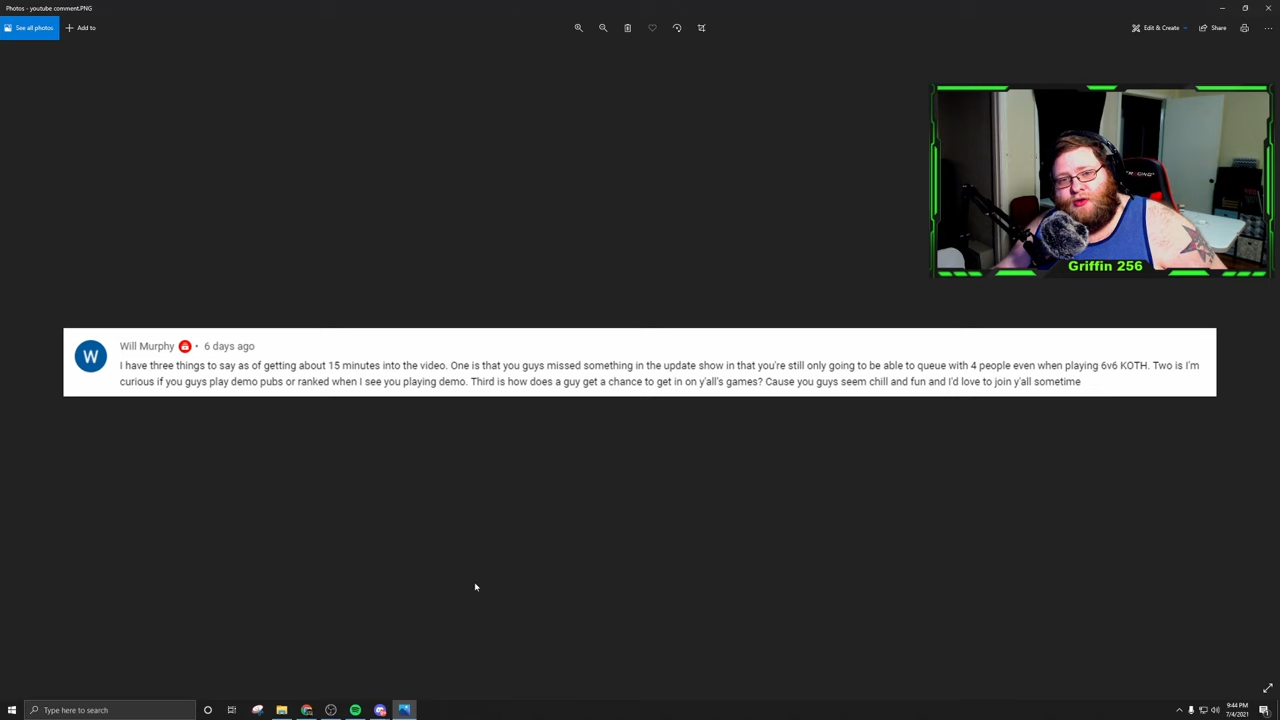 Photos - youtube comment.PNG
See all photos
Add to
Edit & Create
Share
Griffin 256
W
Will Murphy • 6 days ago
I have three things to say as of getting about 15 minutes into the video. One is that you guys missed something in the update show in that you're still only going to be able to queue with 4 people even when playing 6v6 KOTH. Two is I'm
curious if you guys play demo pubs or ranked when I see you playing demo. Third is how does a guy get a chance to get in on y'all's games? Cause you guys seem chill and fun and I'd love to join y'all sometime
Type here to search
9:44 PM
7/4/2021